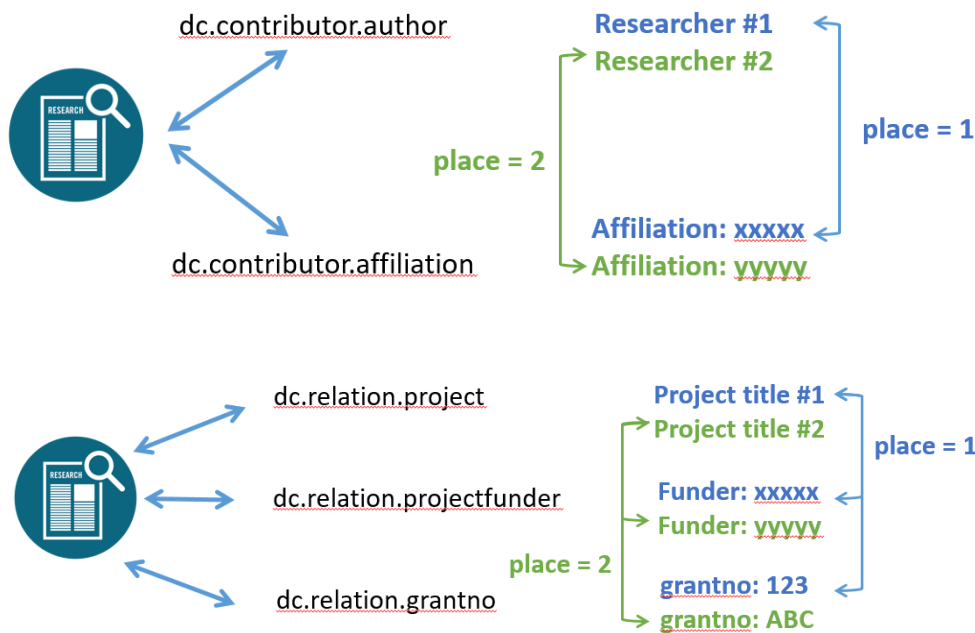 dc.contributor.author
Researcher #1
Researcher #2
RESEARCH
place = 1
place = 2
Affiliation: xxxxx
dc.contributor.affiliation
Affiliation: yyyyy
dc.relation.project
Project title #1
Project title #2
place = 1
RESEARCH
dc.relation.projectfunder
Funder: xxxxx
Funder: yyyyy
place = 2
dc.relation.grantno
grantno: 123
grantno: ABC